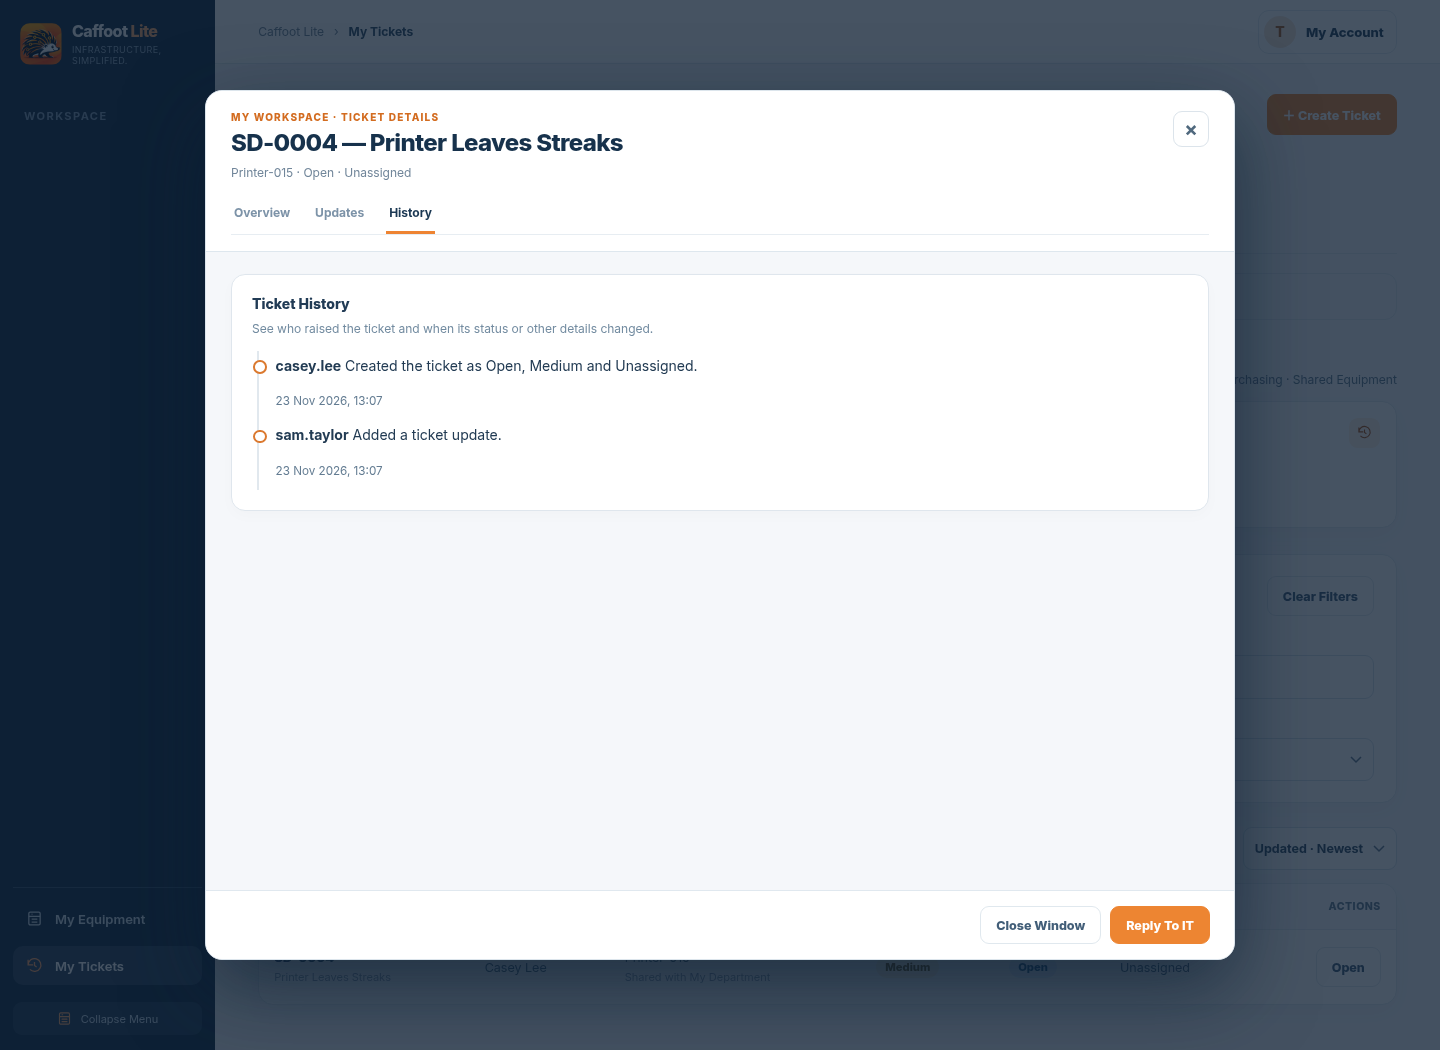 Caffoot Lite
INFRASTRUCTURE,
SIMPLIFIED.
WORKSPACE
Caffoot Lite › My Tickets
T My Account
+ Create Ticket
MY WORKSPACE · TICKET DETAILS
SD-0004 — Printer Leaves Streaks
Printer-015 · Open · Unassigned
Overview Updates History
Ticket History
See who raised the ticket and when its status or other details changed.
casey.lee Created the ticket as Open, Medium and Unassigned.
23 Nov 2026, 13:07
sam.taylor Added a ticket update.
23 Nov 2026, 13:07
· Shared Equipment
Clear Filters
Updated · Newest
ACTIONS
Close Window
Reply To IT
My Equipment
My Tickets
Collapse Menu
Printer Leaves Streaks
Casey Lee
Shared with My Department
Medium
Open
Unassigned
Open